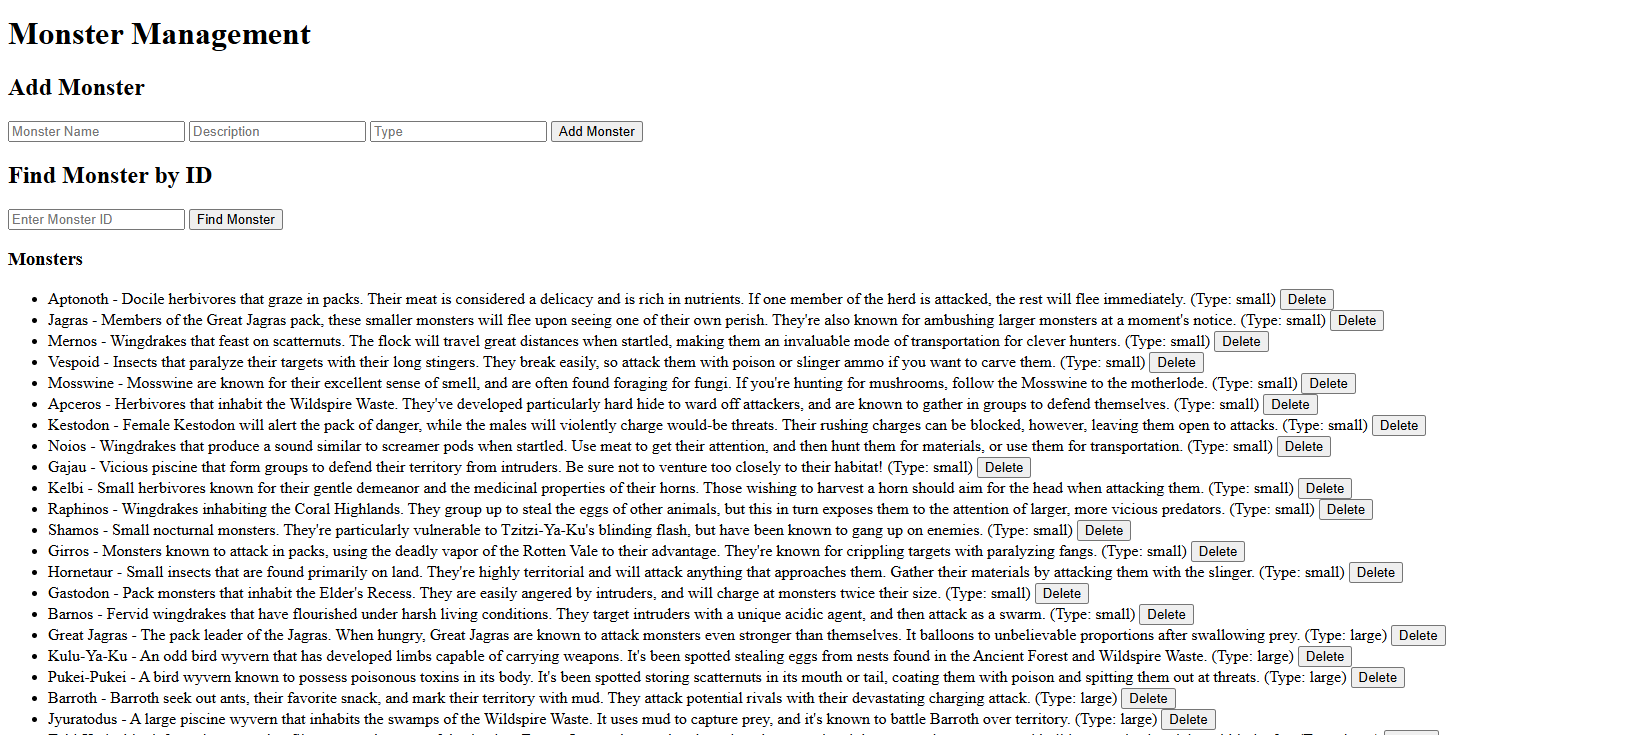 Monster Management
Add Monster
Monster Name Description Type Add Monster
Find Monster by ID
Enter Monster ID Find Monster
Monsters
Aptonoth - Docile herbivores that graze in packs. Their meat is considered a delicacy and is rich in nutrients. If one member of the herd is attacked, the rest will flee immediately. (Type: small) Delete
Jagras - Members of the Great Jagras pack, these smaller monsters will flee upon seeing one of their own perish. They're also known for ambushing larger monsters at a moment's notice. (Type: small) Delete
Mernos - Wingdrakes that feast on scatternuts. The flock will travel great distances when startled, making them an invaluable mode of transportation for clever hunters. (Type: small) Delete
Vespoid - Insects that paralyze their targets with their long stingers. They break easily, so attack them with poison or slinger ammo if you want to carve them. (Type: small) Delete
Mosswine - Mosswine are known for their excellent sense of smell, and are often found foraging for fungi. If you're hunting for mushrooms, follow the Mosswine to the motherlode. (Type: small) Delete
Apceros - Herbivores that inhabit the Wildspire Waste. They've developed particularly hard hide to ward off attackers, and are known to gather in groups to defend themselves. (Type: small) Delete
Kestodon - Female Kestodon will alert the pack of danger, while the males will violently charge would-be threats. Their rushing charges can be blocked, however, leaving them open to attacks. (Type: small) Delete
Noios - Wingdrakes that produce a sound similar to screamer pods when startled. Use meat to get their attention, and then hunt them for materials, or use them for transportation. (Type: small) Delete
Gajau - Vicious piscine that form groups to defend their territory from intruders. Be sure not to venture too closely to their habitat! (Type: small) Delete
Kelbi - Small herbivores known for their gentle demeanor and the medicinal properties of their horns. Those wishing to harvest a horn should aim for the head when attacking them. (Type: small) Delete
Raphinos - Wingdrakes inhabiting the Coral Highlands. They group up to steal the eggs of other animals, but this in turn exposes them to the attention of larger, more vicious predators. (Type: small) Delete
Shamos - Small nocturnal monsters. They're particularly vulnerable to Tzitzi-Ya-Ku's blinding flash, but have been known to gang up on enemies. (Type: small) Delete
Girros - Monsters known to attack in packs, using the deadly vapor of the Rotten Vale to their advantage. They're known for crippling targets with paralyzing fangs. (Type: small) Delete
Hornetaur - Small insects that are found primarily on land. They're highly territorial and will attack anything that approaches them. Gather their materials by attacking them with the slinger. (Type: small) Delete
Gastodon - Pack monsters that inhabit the Elder's Recess. They are easily angered by intruders, and will charge at monsters twice their size. (Type: small) Delete
Barnos - Fervid wingdrakes that have flourished under harsh living conditions. They target intruders with a unique acidic agent, and then attack as a swarm. (Type: small) Delete
Great Jagras - The pack leader of the Jagras. When hungry, Great Jagras are known to attack monsters even stronger than themselves. It balloons to unbelievable proportions after swallowing prey. (Type: large) Delete
Kulu-Ya-Ku - An odd bird wyvern that has developed limbs capable of carrying weapons. It's been spotted stealing eggs from nests found in the Ancient Forest and Wildspire Waste. (Type: large) Delete
Pukei-Pukei - A bird wyvern known to possess poisonous toxins in its body. It's been spotted storing scatternuts in its mouth or tail, coating them with poison and spitting them out at threats. (Type: large) Delete
Barroth - Barroth seek out ants, their favorite snack, and mark their territory with mud. They attack potential rivals with their devastating charging attack. (Type: large) Delete
Jyuratodus - A large piscine wyvern that inhabits the swamps of the Wildspire Waste. It uses mud to capture prey, and it's known to battle Barroth over territory. (Type: large) Delete